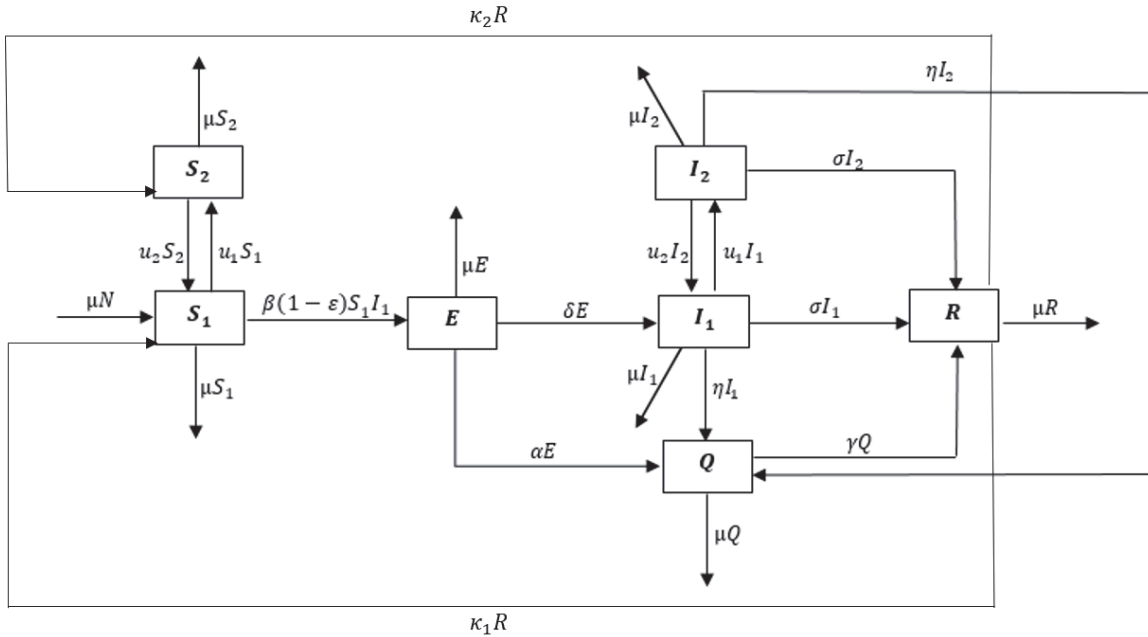 κ₂R
ηI₂
μS₂
μI₂
S₂
I₂
σI₂
u₂S₂
u₁S₁
u₂I₂
u₁I₁
μE
μN
S₁
β(1 − ε)S₁I₁
E
δE
I₁
σI₁
R
μR
μS₁
μI₁
ηI₁
αE
Q
γQ
μQ
κ₁R